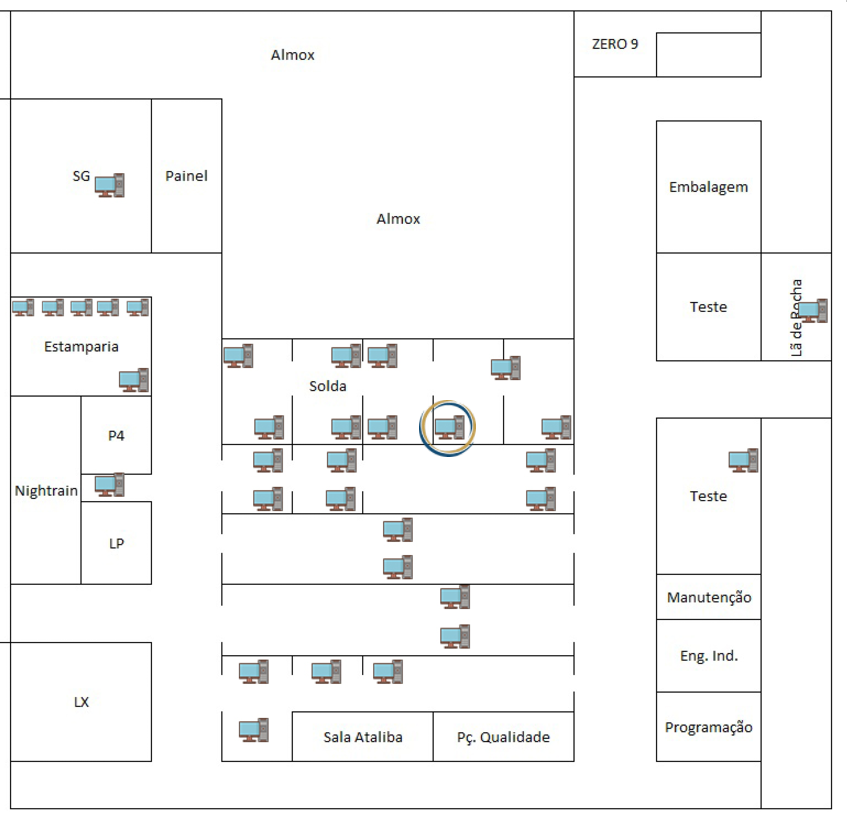 Almox
ZERO 9
SG
Painel
Embalagem
Almox
Teste
Lã de Rocha
Estamparia
Solda
P4
Nightrain
Teste
LP
Manutenção
Eng. Ind.
LX
Programação
Sala Ataliba
Pç. Qualidade